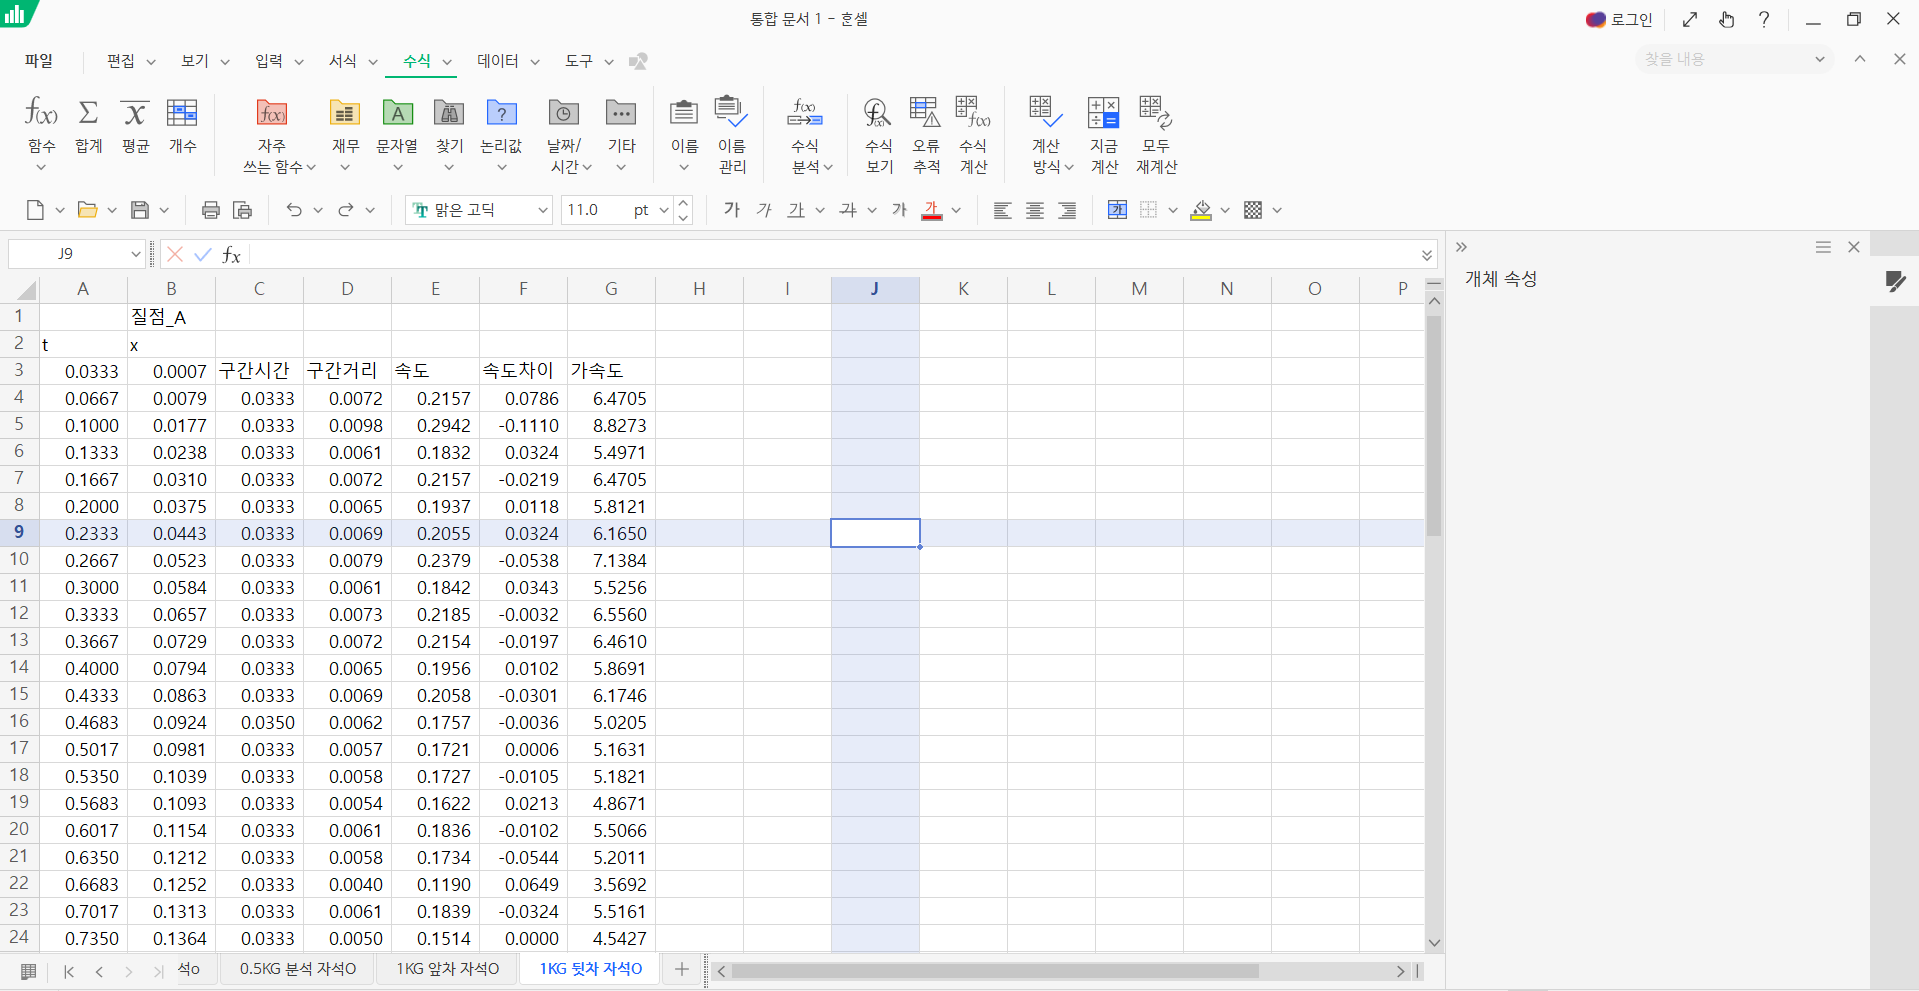 통합 문서 1 - 혼셀
로그인
파일 편집 보기 입력 서식 수식 데이터 도구
찾을 내용
함수 합계 평균 개수 자주 쓰는 함수 재무 문자열 찾기 논리값 날짜/시간 기타 이름 이름 관리 수식 분석 수식 보기 오류 추적 수식 계산 계산 방식 지금 계산 모두 재계산
맑은 고딕 11.0 pt 가 가 가 가 가 가
J9
개체 속성
A B C D E F G H I J K L M N O P
1 질점_A
2 t x
3 0.0333 0.0007 구간시간 구간거리 속도 속도차이 가속도
4 0.0667 0.0079 0.0333 0.0072 0.2157 0.0786 6.4705
5 0.1000 0.0177 0.0333 0.0098 0.2942 -0.1110 8.8273
6 0.1333 0.0238 0.0333 0.0061 0.1832 0.0324 5.4971
7 0.1667 0.0310 0.0333 0.0072 0.2157 -0.0219 6.4705
8 0.2000 0.0375 0.0333 0.0065 0.1937 0.0118 5.8121
9 0.2333 0.0443 0.0333 0.0069 0.2055 0.0324 6.1650
10 0.2667 0.0523 0.0333 0.0079 0.2379 -0.0538 7.1384
11 0.3000 0.0584 0.0333 0.0061 0.1842 0.0343 5.5256
12 0.3333 0.0657 0.0333 0.0073 0.2185 -0.0032 6.5560
13 0.3667 0.0729 0.0333 0.0072 0.2154 -0.0197 6.4610
14 0.4000 0.0794 0.0333 0.0065 0.1956 0.0102 5.8691
15 0.4333 0.0863 0.0333 0.0069 0.2058 -0.0301 6.1746
16 0.4683 0.0924 0.0350 0.0062 0.1757 -0.0036 5.0205
17 0.5017 0.0981 0.0333 0.0057 0.1721 0.0006 5.1631
18 0.5350 0.1039 0.0333 0.0058 0.1727 -0.0105 5.1821
19 0.5683 0.1093 0.0333 0.0054 0.1622 0.0213 4.8671
20 0.6017 0.1154 0.0333 0.0061 0.1836 -0.0102 5.5066
21 0.6350 0.1212 0.0333 0.0058 0.1734 -0.0544 5.2011
22 0.6683 0.1252 0.0333 0.0040 0.1190 0.0649 3.5692
23 0.7017 0.1313 0.0333 0.0061 0.1839 -0.0324 5.5161
24 0.7350 0.1364 0.0333 0.0050 0.1514 0.0000 4.5427
석o 0.5KG 분석 자석O 1KG 앞차 자석O 1KG 뒷차 자석O